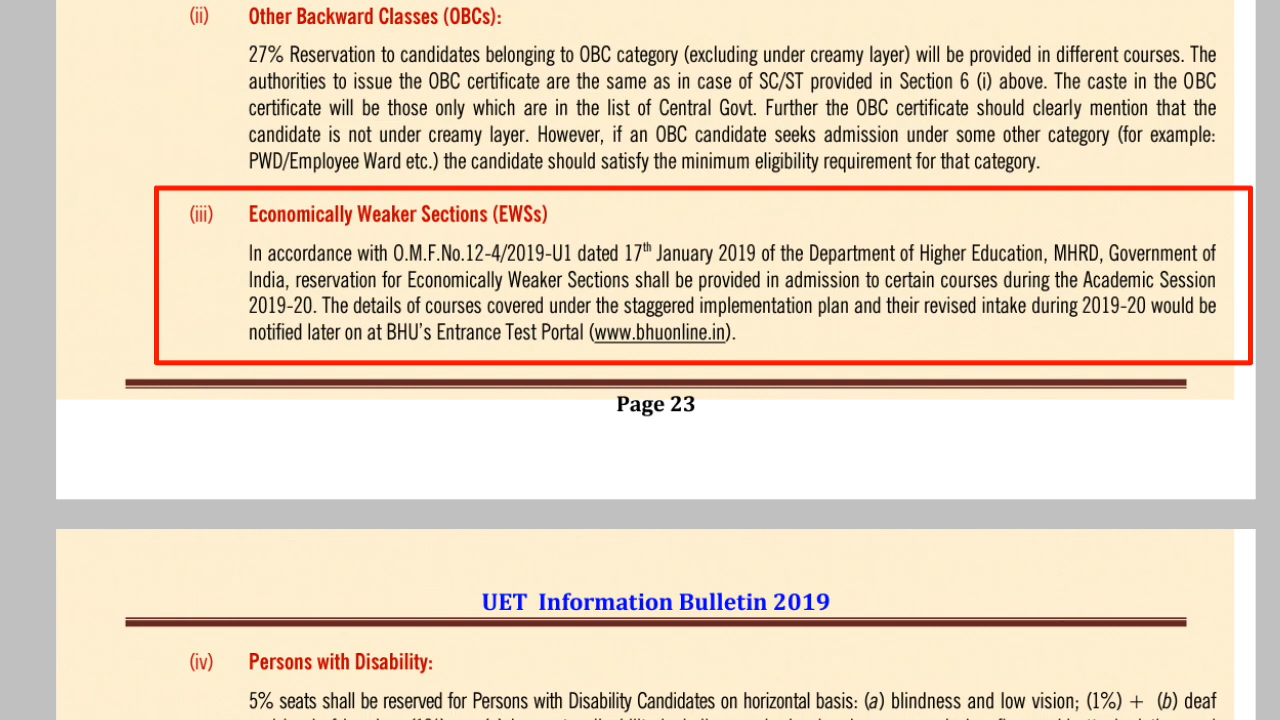 (ii) Other Backward Classes (OBCs):
27% Reservation to candidates belonging to OBC category (excluding under creamy layer) will be provided in different courses. The
authorities to issue the OBC certificate are the same as in case of SC/ST provided in Section 6 (i) above. The caste in the OBC
certificate will be those only which are in the list of Central Govt. Further the OBC certificate should clearly mention that the
candidate is not under creamy layer. However, if an OBC candidate seeks admission under some other category (for example:
PWD/Employee Ward etc.) the candidate should satisfy the minimum eligibility requirement for that category.
(iii) Economically Weaker Sections (EWSs)
In accordance with O.M.F.No.12-4/2019-U1 dated 17th January 2019 of the Department of Higher Education, MHRD, Government of
India, reservation for Economically Weaker Sections shall be provided in admission to certain courses during the Academic Session
2019-20. The details of courses covered under the staggered implementation plan and their revised intake during 2019-20 would be
notified later on at BHU's Entrance Test Portal (www.bhuonline.in).
Page 23
UET Information Bulletin 2019
(iv) Persons with Disability:
5% seats shall be reserved for Persons with Disability Candidates on horizontal basis: (a) blindness and low vision; (1%) + (b) deaf